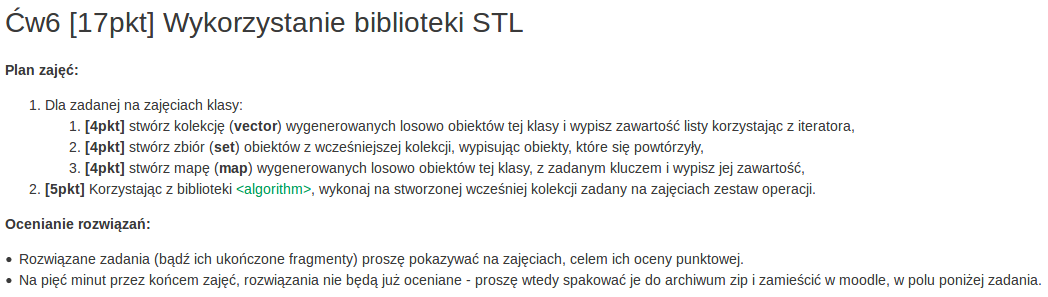 Ćw6 [17pkt] Wykorzystanie biblioteki STL
Plan zajęć:
1. Dla zadanej na zajęciach klasy:
1. [4pkt] stwórz kolekcję (vector) wygenerowanych losowo obiektów tej klasy i wypisz zawartość listy korzystając z iteratora,
2. [4pkt] stwórz zbiór (set) obiektów z wcześniejszej kolekcji, wypisując obiekty, które się powtórzyły,
3. [4pkt] stwórz mapę (map) wygenerowanych losowo obiektów tej klasy, z zadanym kluczem i wypisz jej zawartość,
2. [5pkt] Korzystając z biblioteki <algorithm>, wykonaj na stworzonej wcześniej kolekcji zadany na zajęciach zestaw operacji.
Ocenianie rozwiązań:
• Rozwiązane zadania (bądź ich ukończone fragmenty) proszę pokazywać na zajęciach, celem ich oceny punktowej.
• Na pięć minut przez końcem zajęć, rozwiązania nie będą już oceniane - proszę wtedy spakować je do archiwum zip i zamieścić w moodle, w polu poniżej zadania.